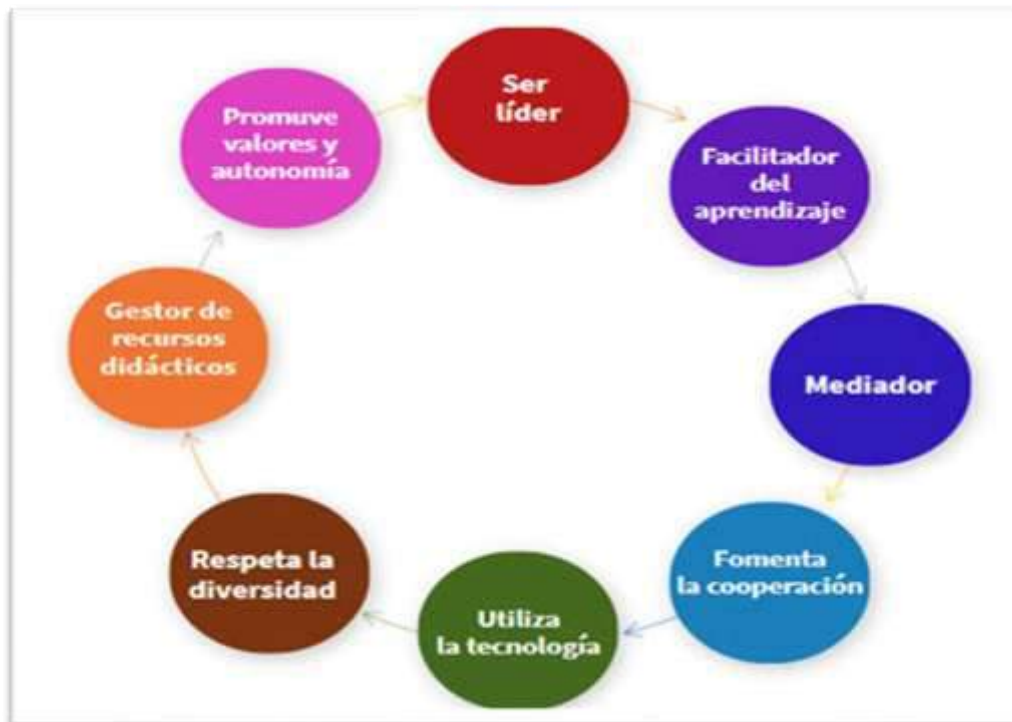 Ser
líder
Facilitador
del
aprendizaje
Mediador
Fomenta
la cooperación
Utiliza
la tecnología
Respeta la
diversidad
Gestor de
recursos
didácticos
Promuve
valores y
autonomía